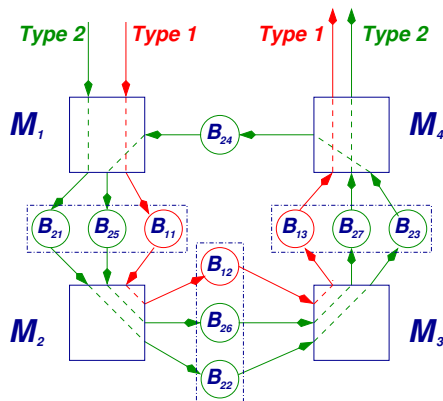 Type 2 Type 1 Type 1 Type 2
M1 B24 M4
B21 B25 B11 B13 B27 B23
B12
M2 B26 M3
B22